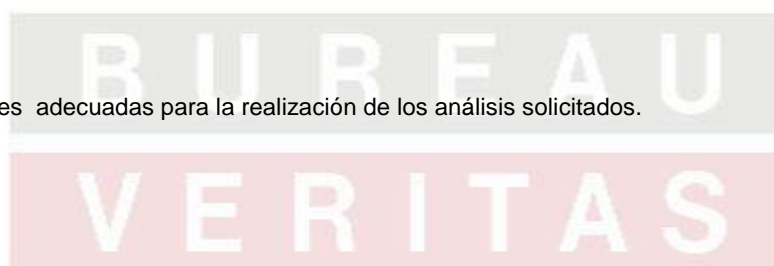 BUREAU
es adecuadas para la realización de los análisis solicitados.
VERITAS